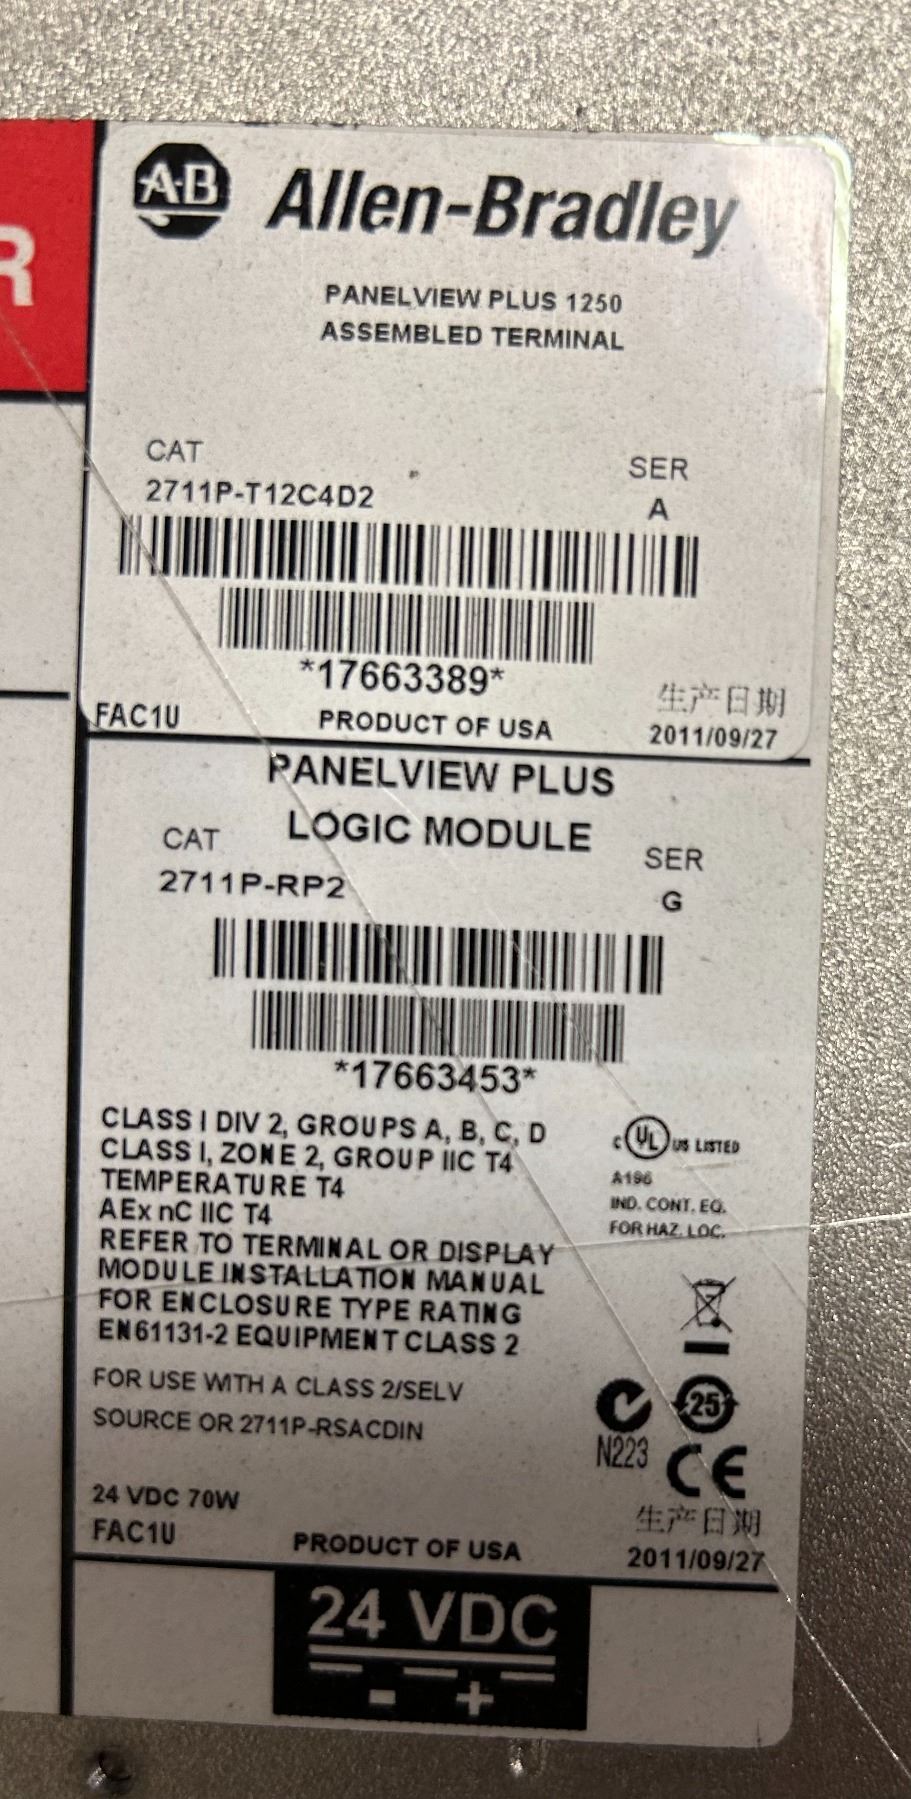 R
A-B Allen-Bradley
PANELVIEW PLUS 1250
ASSEMBLED TERMINAL
CAT
SER
2711P-T12C4D2
A
*17663389*
生产日期
FAC1U
PRODUCT OF USA
2011/09/27
PANELVIEW PLUS
LOGIC MODULE
CAT
SER
2711P-RP2
G
*17663453*
CLASS I DIV 2, GROUPS A, B, C, D
CLASS I, ZONE 2, GROUP IIC T4
TEMPERATURE T4
AEx nC IIC T4
REFER TO TERMINAL OR DISPLAY
MODULE INSTALLATION MANUAL
FOR ENCLOSURE TYPE RATING
EN61131-2 EQUIPMENT CLASS 2
C UL US LISTED
A196
IND. CONT. EQ.
FOR HAZ. LOC.
FOR USE WITH A CLASS 2/SELV
SOURCE OR 2711P-RSACDIN
25
N223
CE
24 VDC 70W
生产日期
FAC1U
PRODUCT OF USA
2011/09/27
24 VDC
- +